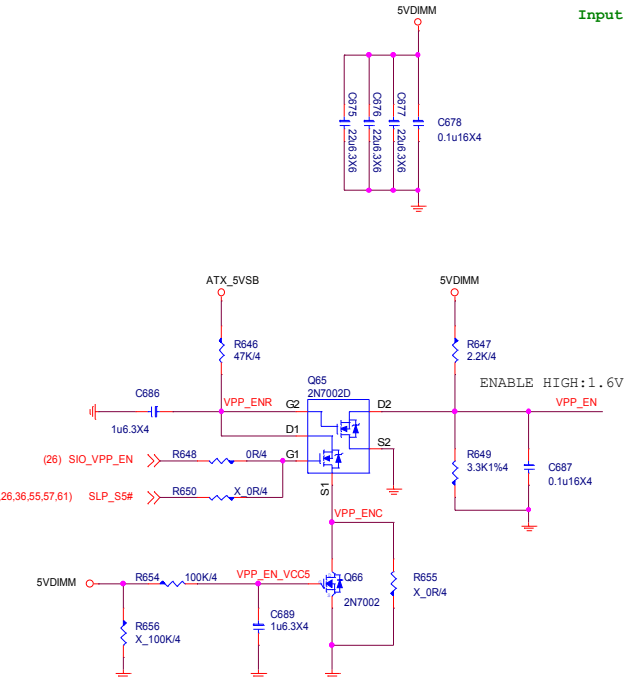 5VDIMM
Input
C675
22u6.3X6
C676
22u6.3X6
C677
22u6.3X6
C678
0.1u16X4
ATX_5VSB
5VDIMM
R646
47K/4
R647
2.2K/4
Q65
2N7002D
ENABLE HIGH:1.6V
C686
VPP_ENR
G2
D2
VPP_EN
1u6.3X4
D1
S2
(26) SIO_VPP_EN
R648
0R/4
G1
R649
3.3K1%4
C687
0.1u16X4
,26,36,55,57,61) SLP_S5#
R650
X_0R/4
S1
VPP_ENC
5VDIMM
R654
100K/4
VPP_EN_VCC5
Q66
2N7002
R655
X_0R/4
R656
X_100K/4
C689
1u6.3X4